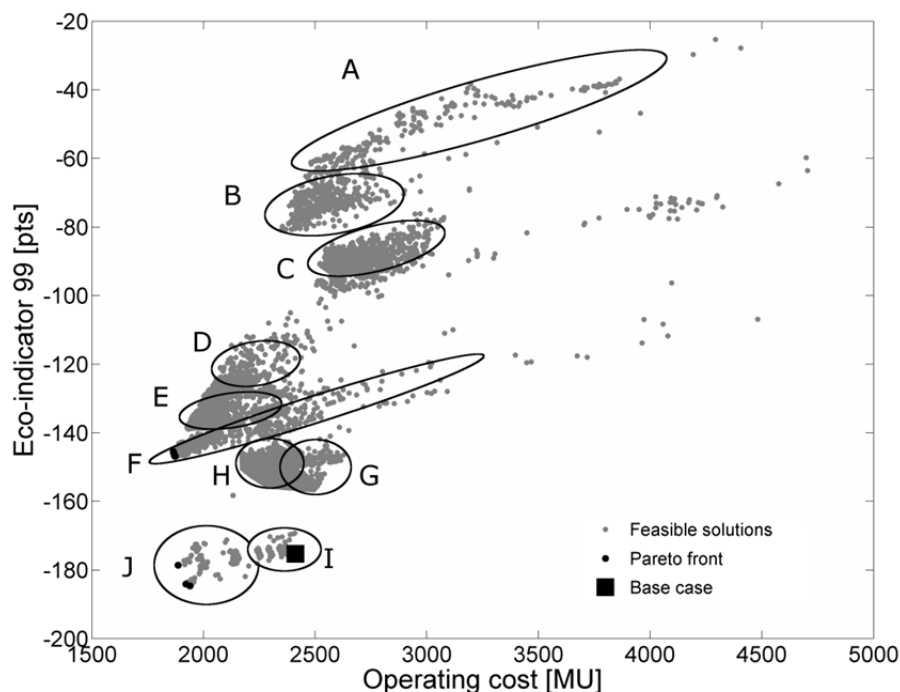 -20
-40
-60
-80
-100
-120
-140
-160
-180
-200
Eco-indicator 99 [pts]
A
B
C
D
E
F
H
G
J
I
Feasible solutions
Pareto front
Base case
1500 2000 2500 3000 3500 4000 4500 5000
Operating cost [MU]